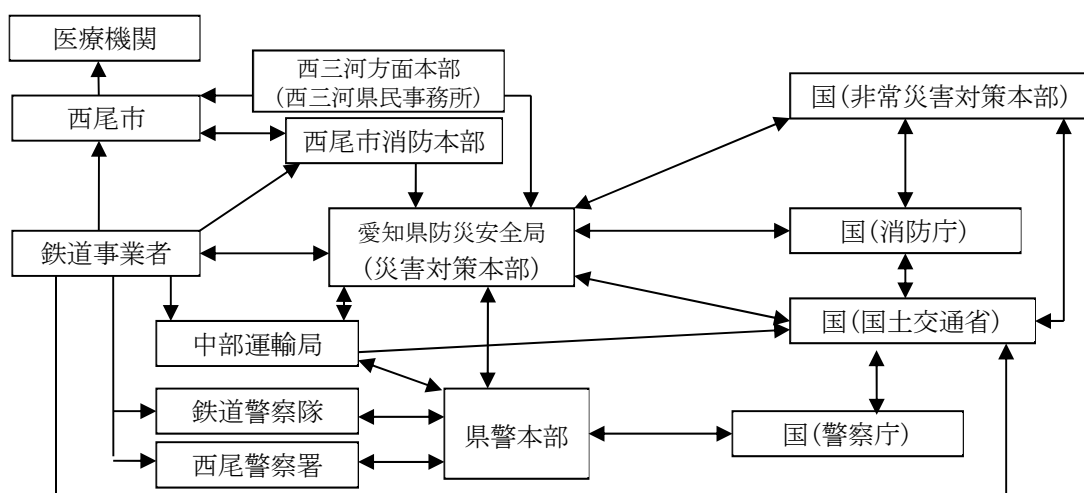 医療機関
西三河方面本部
(西三河県民事務所)
国(非常災害対策本部)
西尾市
西尾市消防本部
愛知県防災安全局
(災害対策本部)
国(消防庁)
鉄道事業者
国(国土交通省)
中部運輸局
鉄道警察隊
県警本部
国(警察庁)
西尾警察署